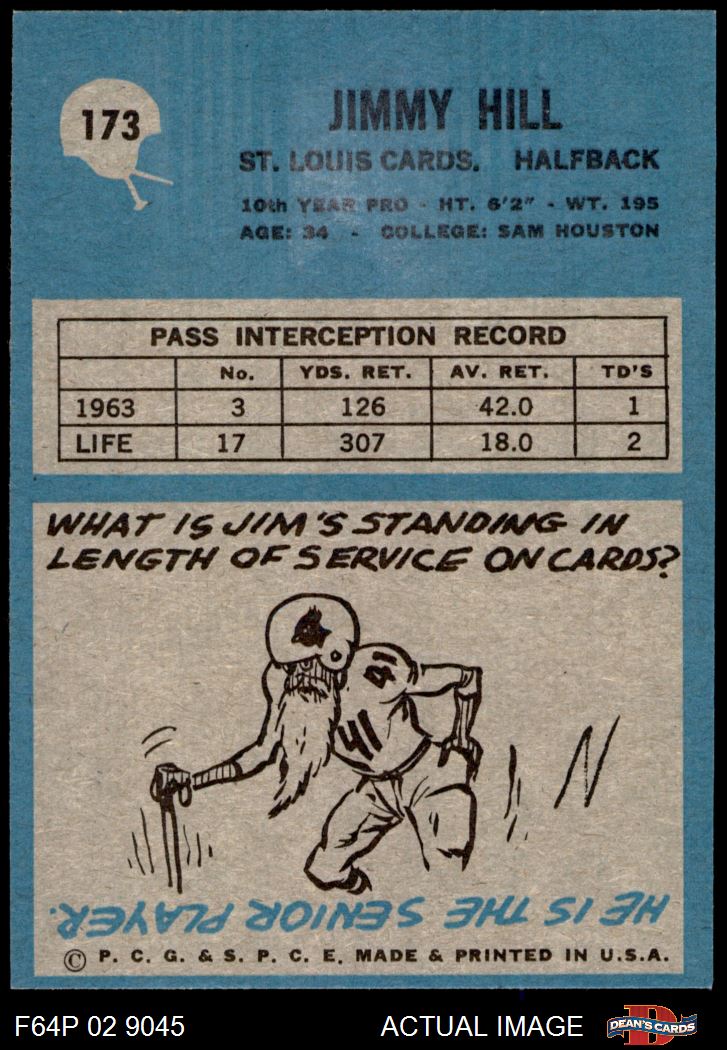 173
JIMMY HILL
ST. LOUIS CARDS. HALFBACK
10th YEAR PRO - HT. 6'2" - WT. 195
AGE: 34 - COLLEGE: SAM HOUSTON
PASS INTERCEPTION RECORD
No. YDS. RET. AV. RET. TD'S
1963 3 126 42.0 1
LIFE 17 307 18.0 2
WHAT IS JIM'S STANDING IN
LENGTH OF SERVICE ON CARDS?
41
41
HE IS THE SENIOR PLAYER.
© P. C. G. & S. P. C. E. MADE & PRINTED IN U.S.A.
F64P 02 9045 ACTUAL IMAGE D DEAN'S CARDS